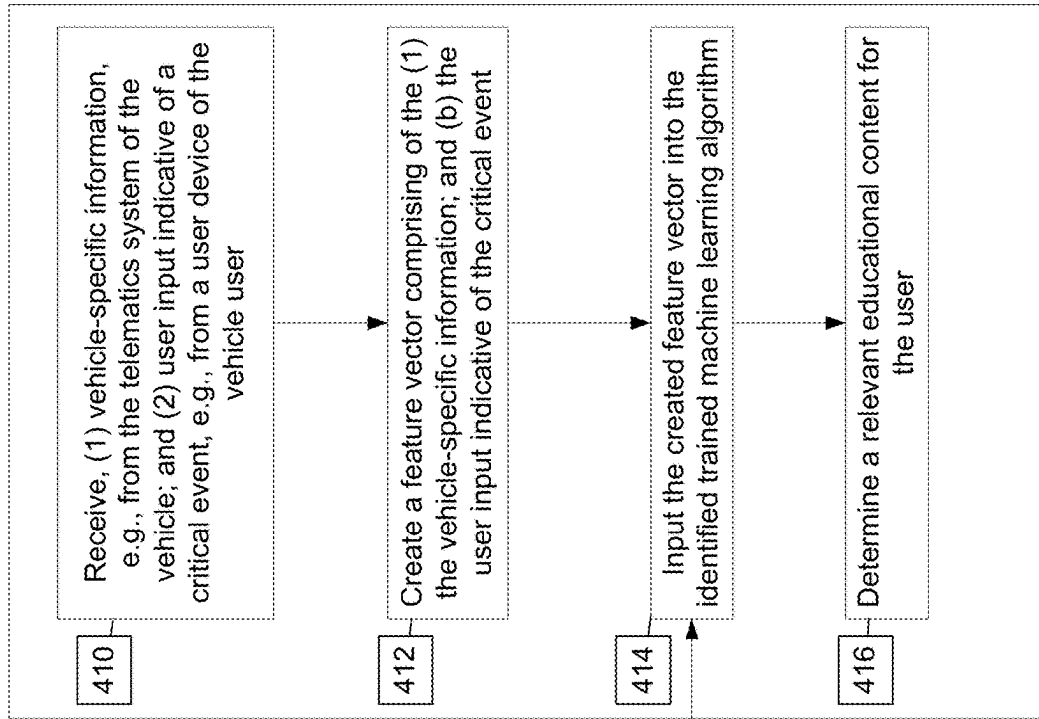 410
Receive, (1) vehicle-specific information,
e.g., from the telematics system of the
vehicle; and (2) user input indicative of a
critical event, e.g., from a user device of the
vehicle user
412
Create a feature vector comprising of the (1)
the vehicle-specific information; and (b) the
user input indicative of the critical event
414
Input the created feature vector into the
identified trained machine learning algorithm
416
Determine a relevant educational content for
the user